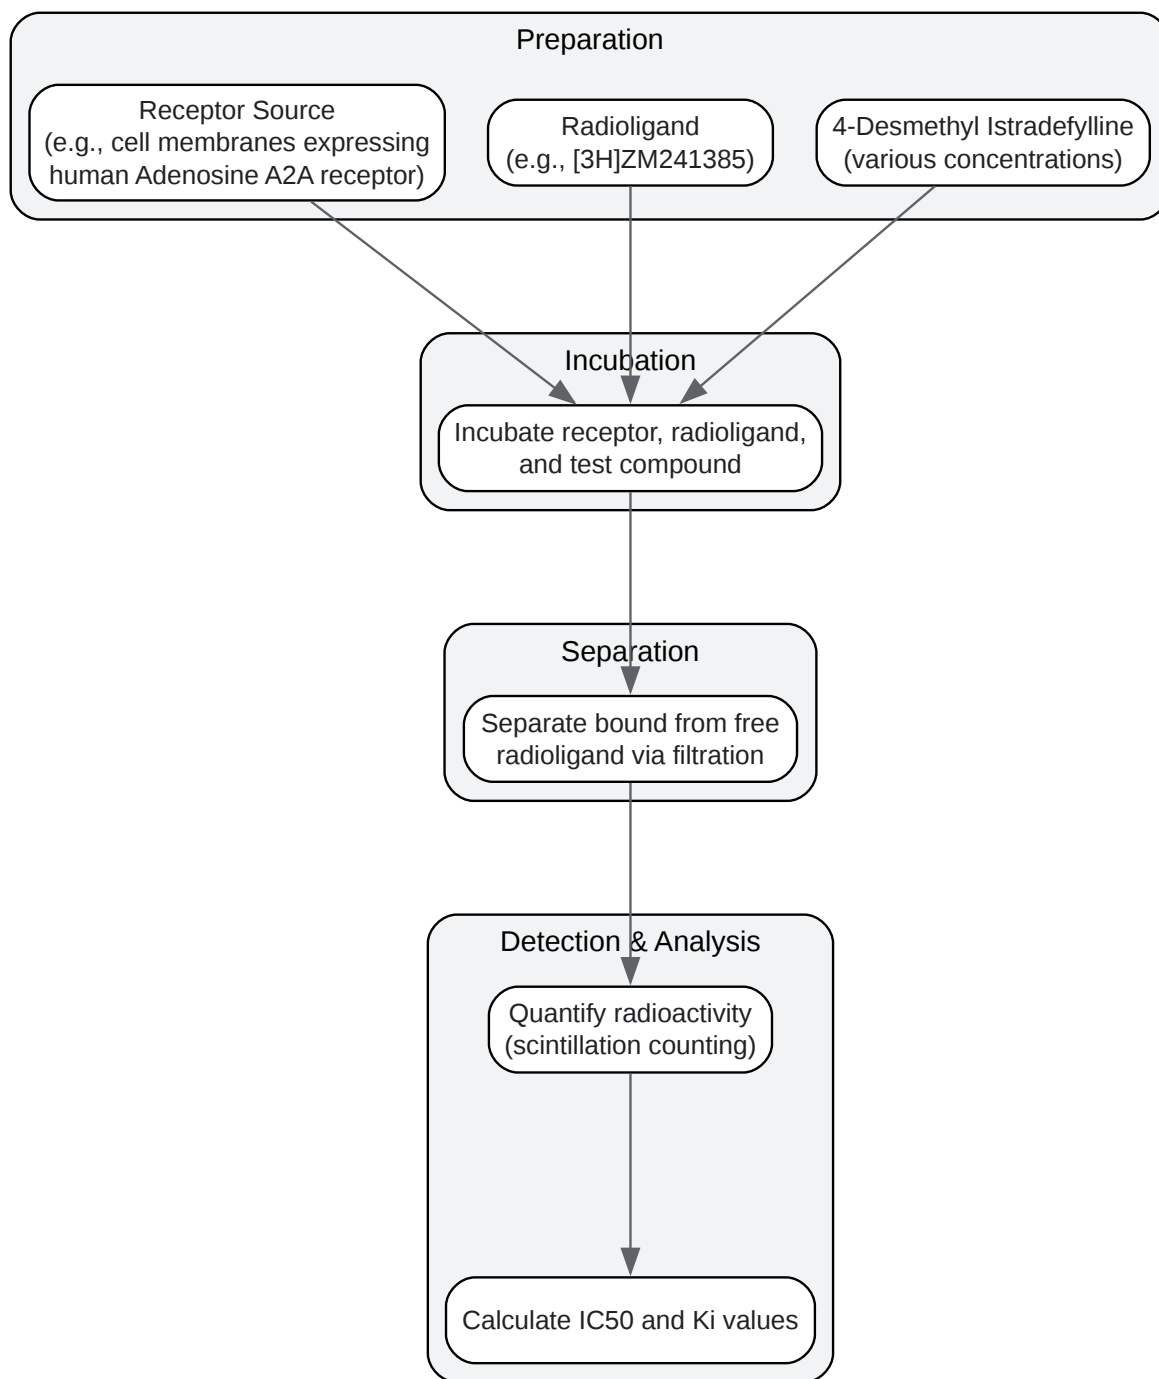 Preparation
Receptor Source
(e.g., cell membranes expressing
human Adenosine A2A receptor)
Radioligand
(e.g., [3H]ZM241385)
4-Desmethyl Istradefylline
(various concentrations)
Incubation
Incubate receptor, radioligand,
and test compound
Separation
Separate bound from free
radioligand via filtration
Detection & Analysis
Quantify radioactivity
(scintillation counting)
Calculate IC50 and Ki values